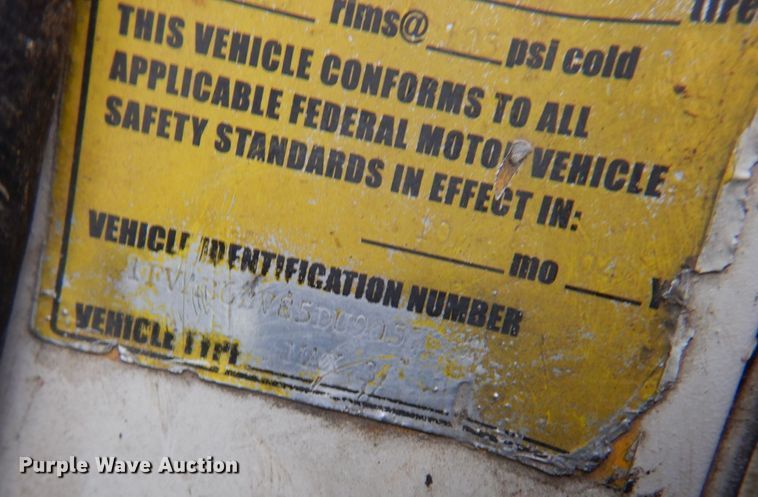 rims@ psi cold
THIS VEHICLE CONFORMS TO ALL
APPLICABLE FEDERAL MOTOR VEHICLE
SAFETY STANDARDS IN EFFECT IN:
mo
VEHICLE IDENTIFICATION NUMBER
VEHICLE TYPE
Purple Wave Auction